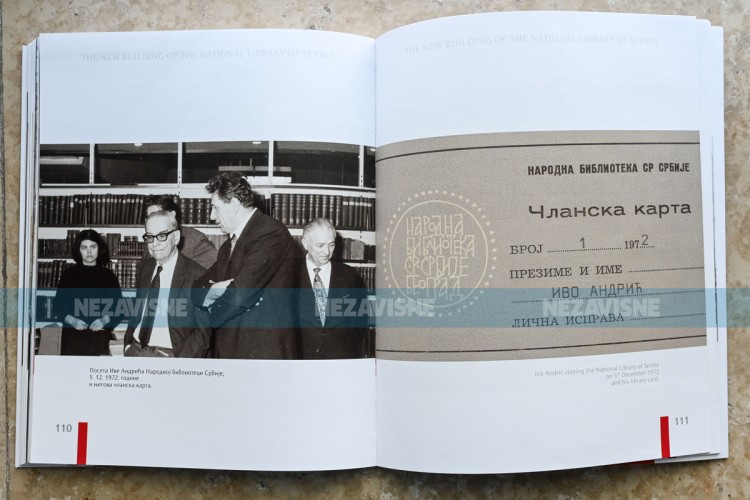 THE NEW BUILDING OF THE NATIONAL LIBRARY OF SERBIA
Посета Иве Андрића Народној библиотеци Србије,
5. 12. 1972. године
и његова чланска карта.
110
THE NEW BUILDING OF THE NATIONAL LIBRARY OF SERBIA
НАРОДНА БИБЛИОТЕКА СР СРБИЈЕ
Чланска карта
НАРОДНА
БИБЛИОТЕКА
СР СРБИЈЕ
БЕОГРАД
БРОЈ 1 1972
ПРЕЗИМЕ И ИМЕ
ИВО АНДРИЋ
ЛИЧНА ИСПРАВА
Ivo Andrić visiting the National Library of Serbia
on 5th December 1972
and his library card.
111
NEZAVISNE NEZAVISNE NEZAVISNE